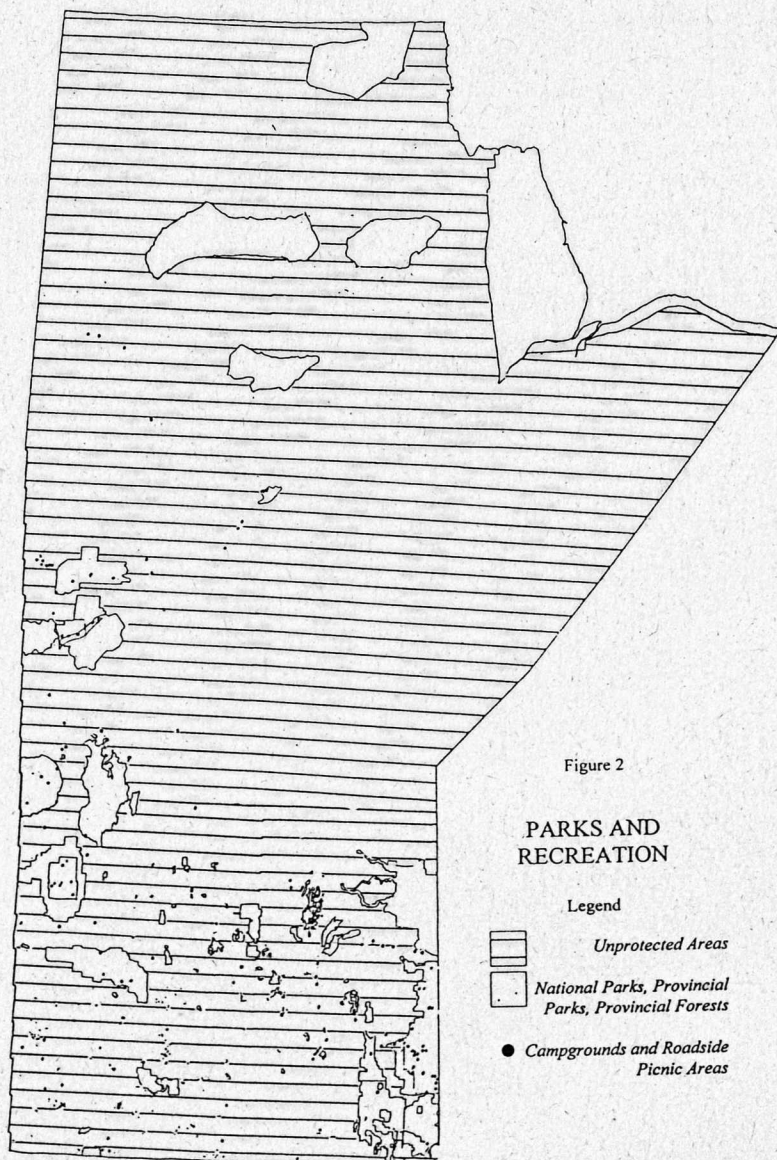 Figure 2
PARKS AND
RECREATION
Legend
Unprotected Areas
National Parks, Provincial
Parks, Provincial Forests
Campgrounds and Roadside
Picnic Areas